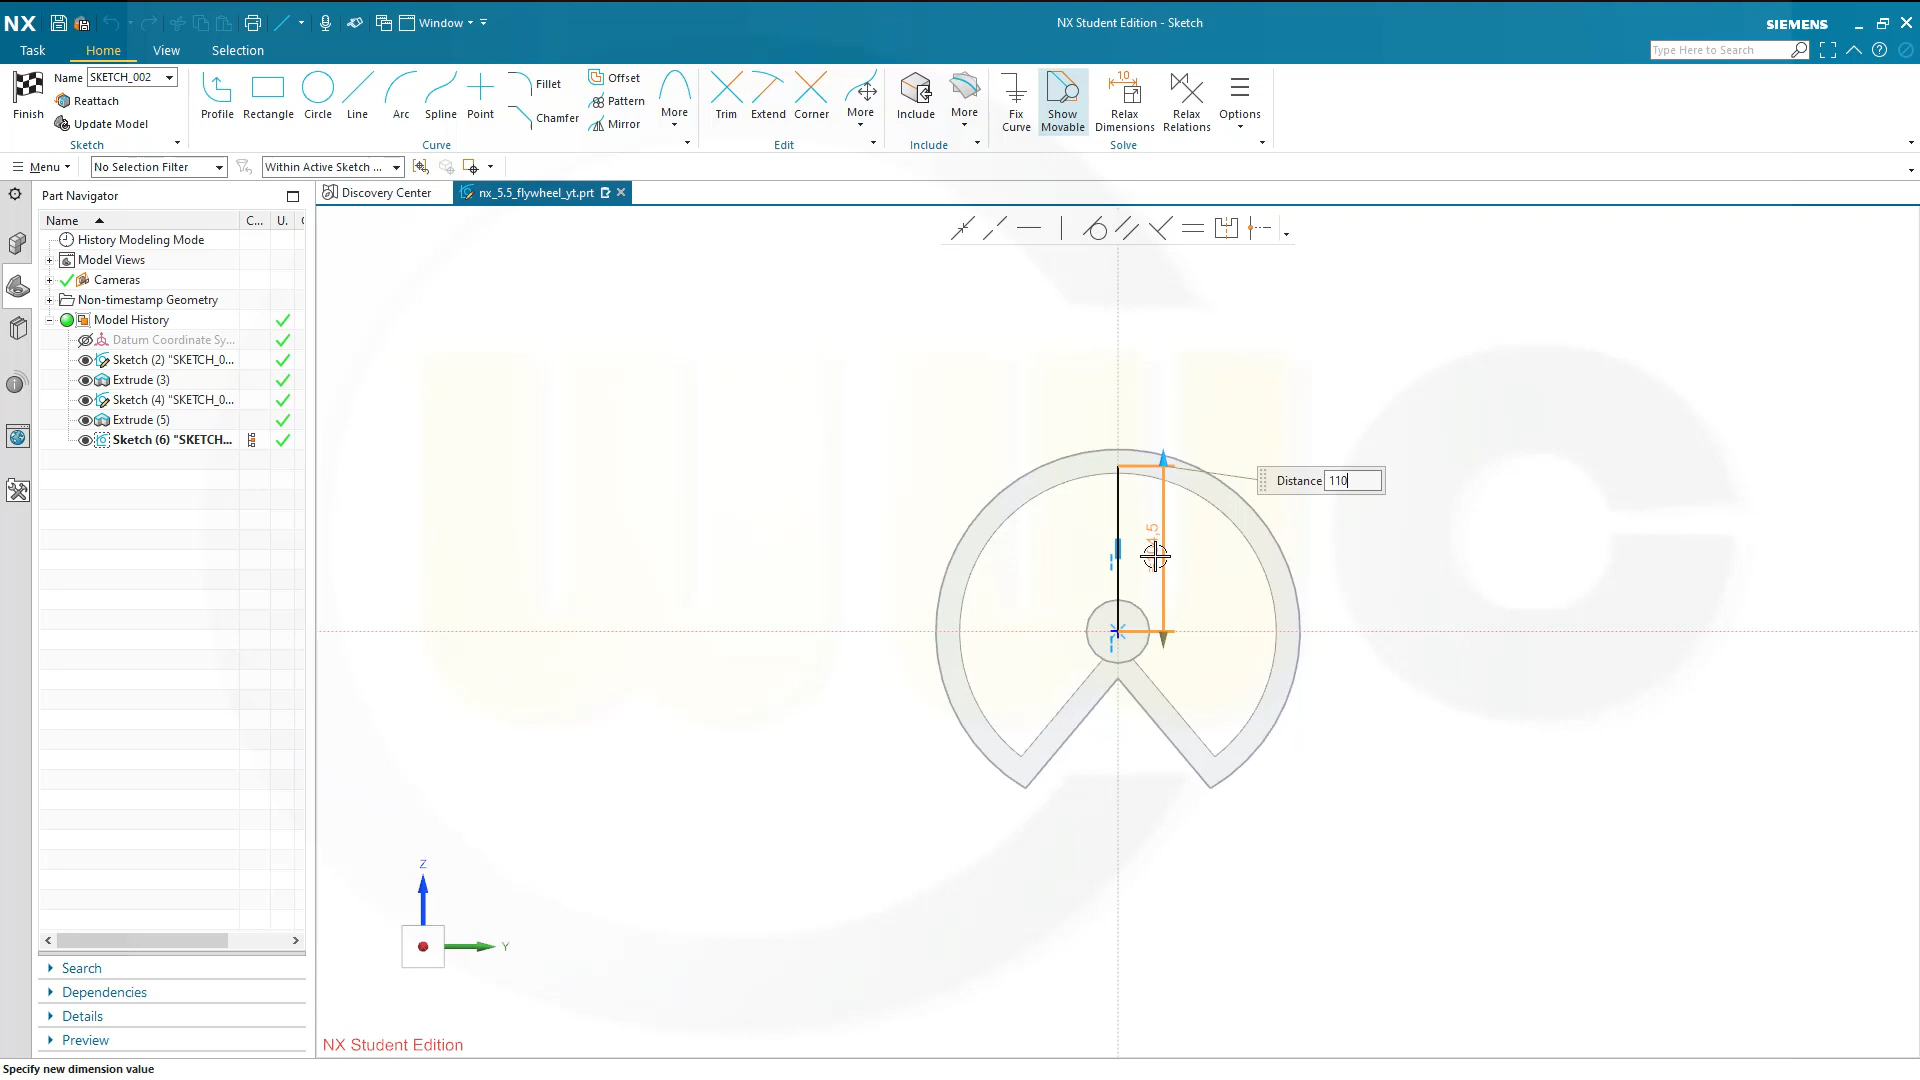 NX
Window
NX Student Edition - Sketch
SIEMENS
Task
Home
View
Selection
Type Here to Search
Finish
Name SKETCH_002
Reattach
Update Model
Sketch
Profile
Rectangle
Circle
Line
Arc
Spline
Point
Fillet
Chamfer
Offset
Pattern
Mirror
More
Curve
Trim
Extend
Corner
More
Edit
Include
More
Include
Fix Curve
Show Movable
1,0
Relax Dimensions
Relax Relations
Options
Solve
Menu
No Selection Filter
Within Active Sketch ...
Part Navigator
Discovery Center
nx_5.5_flywheel_yt.prt
Name
C...
U.
History Modeling Mode
Model Views
Cameras
Non-timestamp Geometry
Model History
Datum Coordinate Sy...
Sketch (2) "SKETCH_0...
Extrude (3)
Sketch (4) "SKETCH_0...
Extrude (5)
Sketch (6) "SKETCH...
Distance 110
Z
Y
Search
Dependencies
Details
Preview
NX Student Edition
Specify new dimension value